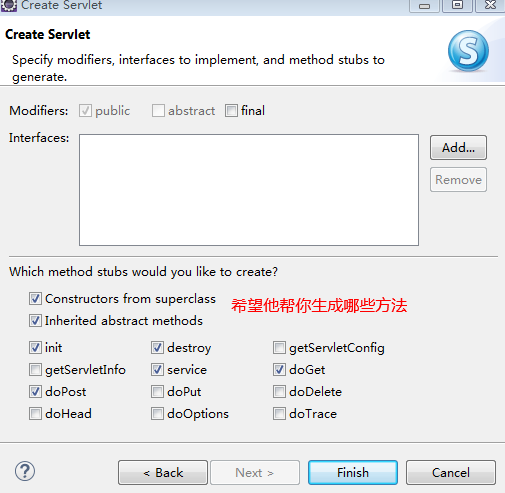 Create Servlet
Create Servlet
Specify modifiers, interfaces to implement, and method stubs to
generate.
S
Modifiers: public abstract final
Interfaces:
Add...
Remove
Which method stubs would you like to create?
Constructors from superclass
希望他帮你生成哪些方法
Inherited abstract methods
init destroy getServletConfig
getServletInfo service doGet
doPost doPut doDelete
doHead doOptions doTrace
? < Back Next > Finish Cancel